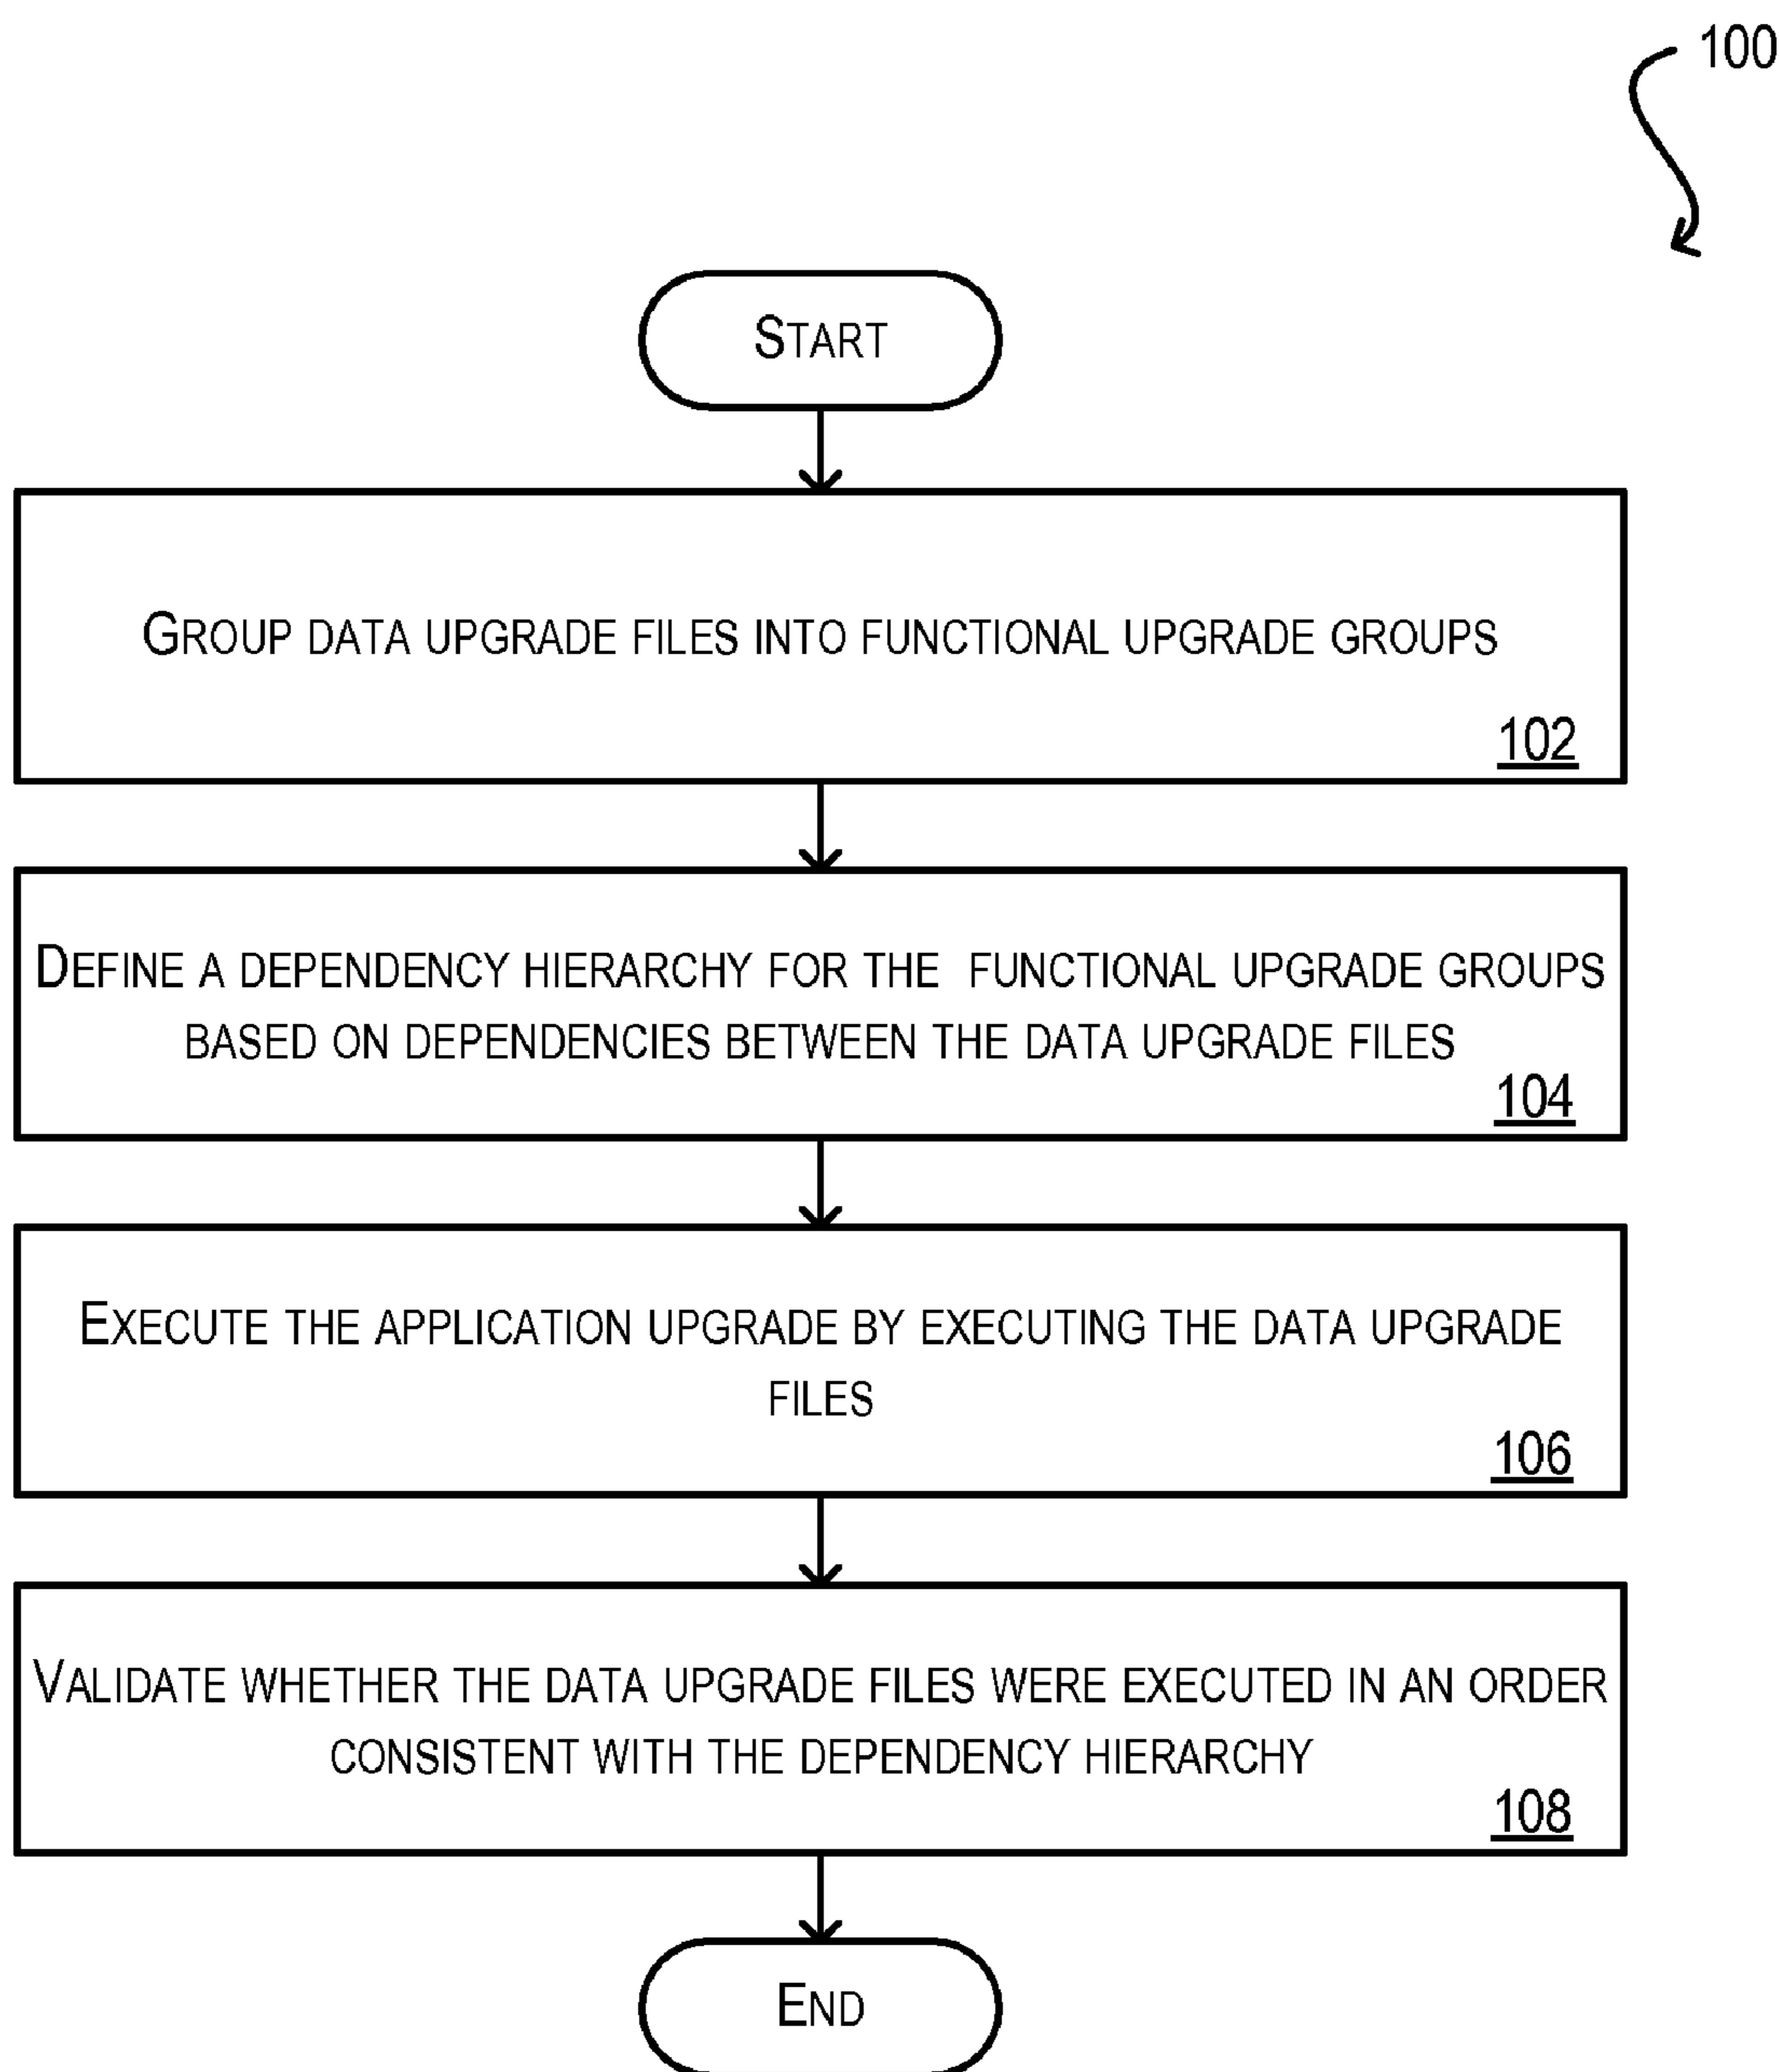 100
START
GROUP DATA UPGRADE FILES INTO FUNCTIONAL UPGRADE GROUPS
102
DEFINE A DEPENDENCY HIERARCHY FOR THE FUNCTIONAL UPGRADE GROUPS
BASED ON DEPENDENCIES BETWEEN THE DATA UPGRADE FILES
104
EXECUTE THE APPLICATION UPGRADE BY EXECUTING THE DATA UPGRADE
FILES
106
VALIDATE WHETHER THE DATA UPGRADE FILES WERE EXECUTED IN AN ORDER
CONSISTENT WITH THE DEPENDENCY HIERARCHY
108
END